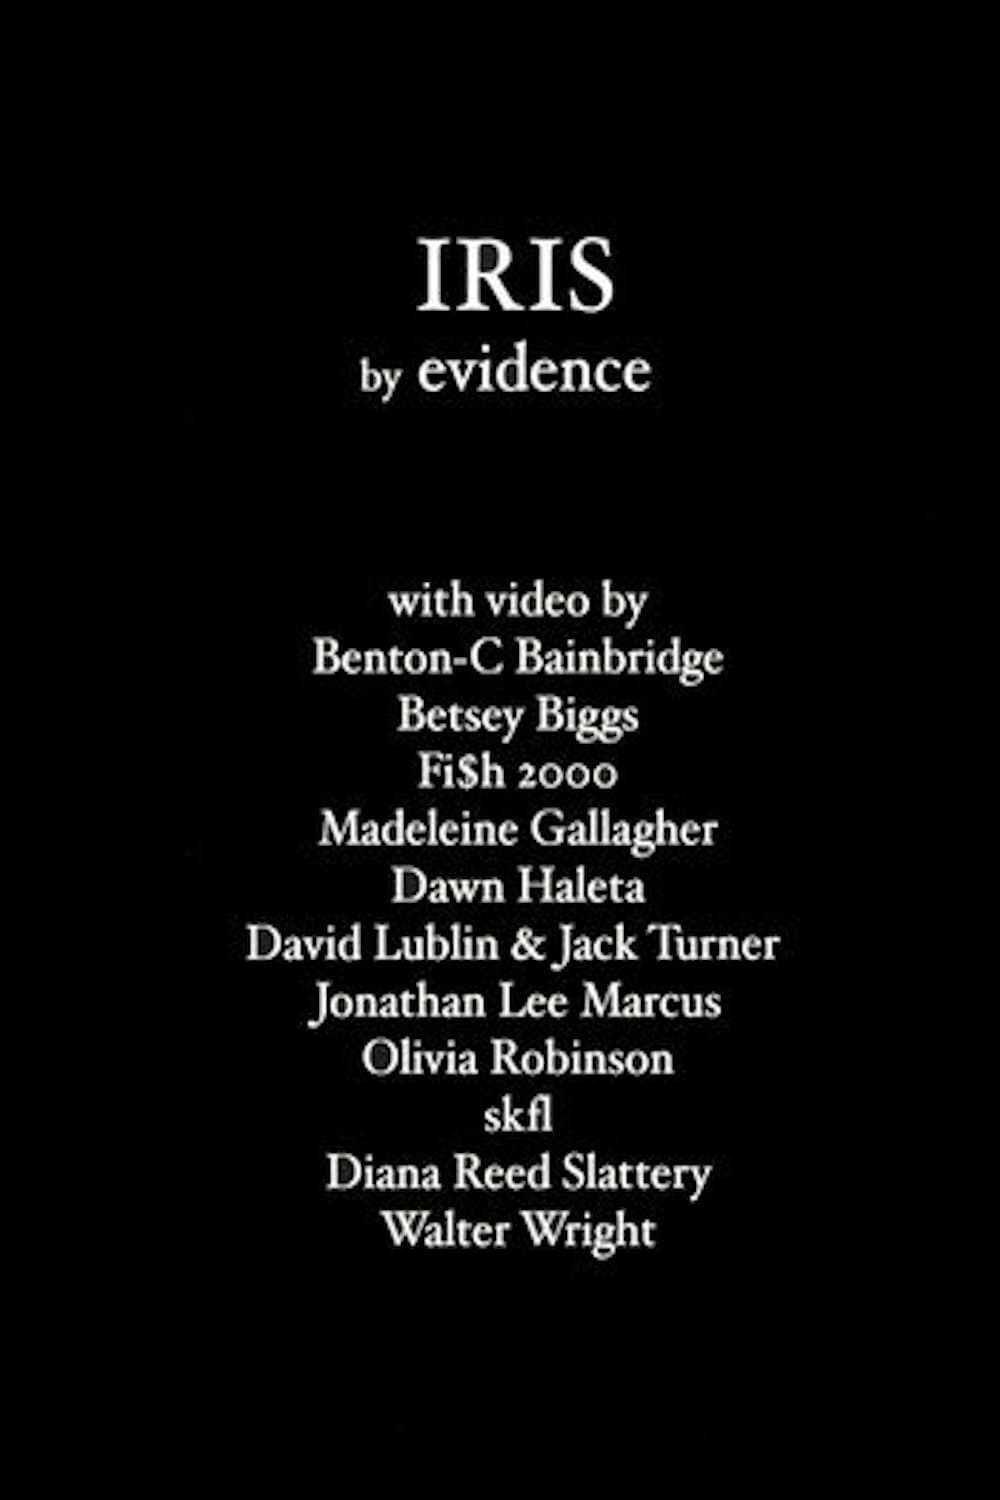 IRIS
by evidence
with video by
Benton-C Bainbridge
Betsey Biggs
Fi$h 2000
Madeleine Gallagher
Dawn Haleta
David Lublin & Jack Turner
Jonathan Lee Marcus
Olivia Robinson
skfl
Diana Reed Slattery
Walter Wright